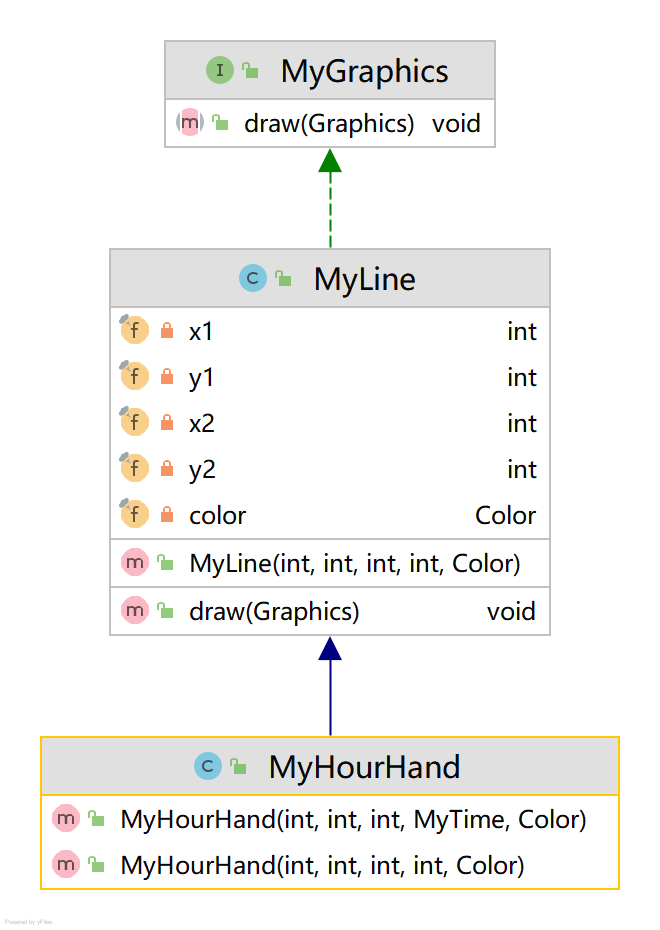 I MyGraphics
m draw(Graphics) void
C MyLine
f x1 int
f y1 int
f x2 int
f y2 int
f color Color
m MyLine(int, int, int, int, Color)
m draw(Graphics) void
C MyHourHand
m MyHourHand(int, int, int, MyTime, Color)
m MyHourHand(int, int, int, int, Color)
Powered by yFiles